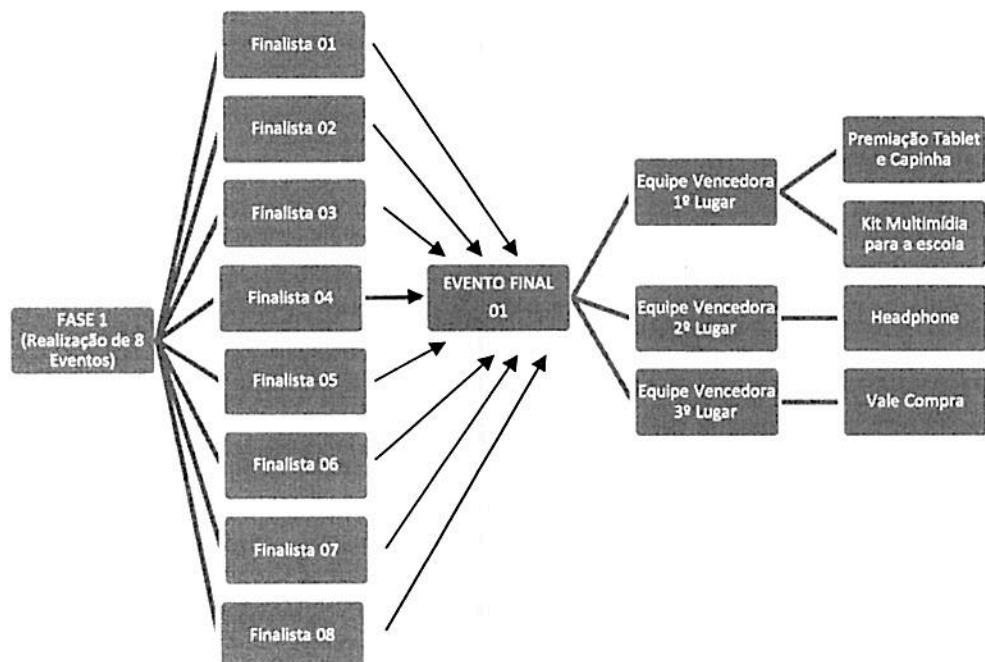 FASE 1
(Realização de 8
Eventos)
Finalista 01
Finalista 02
Finalista 03
Finalista 04
Finalista 05
Finalista 06
Finalista 07
Finalista 08
EVENTO FINAL
01
Equipe Vencedora
1º Lugar
Equipe Vencedora
2º Lugar
Equipe Vencedora
3º Lugar
Premiação Tablet
e Capinha
Kit Multimídia
para a escola
Headphone
Vale Compra